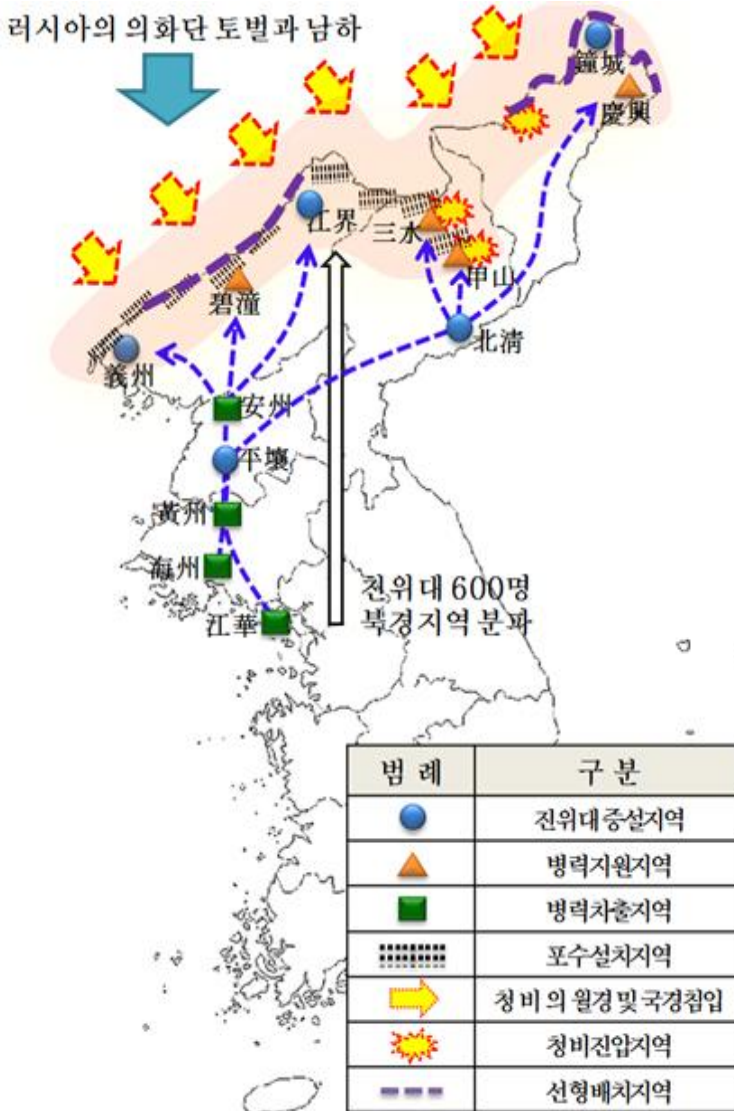 러시아의 의화단 토벌과 남하
鐘城
慶興
江界
三水
甲山
碧潼
北淸
義州
安州
平壤
黃州
海州
江華
진위대 600명
북경지역 분파
범 례
구 분
진위대 증설지역
병력지원지역
병력차출지역
포수설치지역
청비의 월경 및 국경침입
청비진압지역
선형배치지역